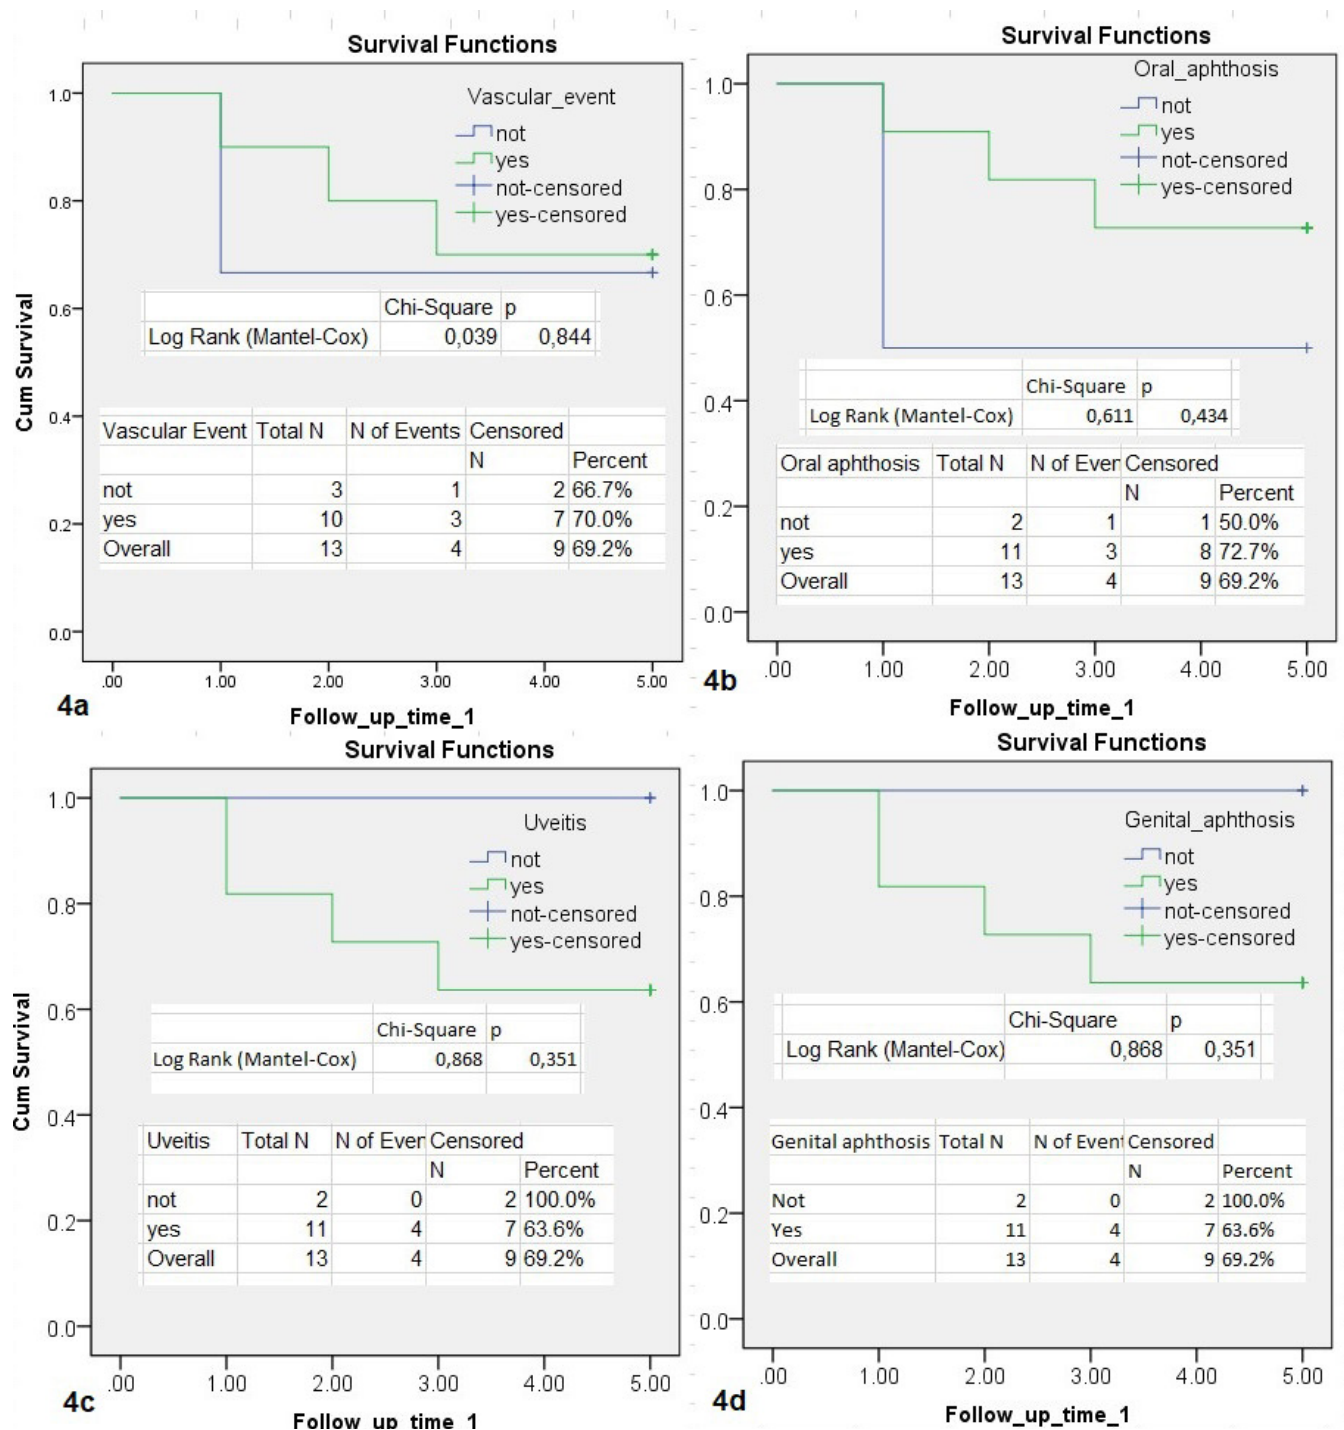 Survival Functions
Vascular_event
not
yes
not-censored
yes-censored
1.0
0.8
0.6
0.4
0.2
0.0
Cum Survival
Chi-Square p
Log Rank (Mantel-Cox) 0,039 0,844
Vascular Event Total N N of Events Censored
N Percent
not 3 1 2 66.7%
yes 10 3 7 70.0%
Overall 13 4 9 69.2%
.00 1.00 2.00 3.00 4.00 5.00
4a
Follow_up_time_1
Survival Functions
Oral_aphthosis
not
yes
not-censored
yes-censored
1.0
0.8
0.6
0.4
0.2
0.0
Chi-Square p
Log Rank (Mantel-Cox) 0,611 0,434
Oral aphthosis Total N N of Even Censored
N Percent
not 2 1 1 50.0%
yes 11 3 8 72.7%
Overall 13 4 9 69.2%
.00 1.00 2.00 3.00 4.00 5.00
4b
Follow_up_time_1
Survival Functions
Uveitis
not
yes
not-censored
yes-censored
1.0
0.8
0.6
0.4
0.2
0.0
Cum Survival
Chi-Square p
Log Rank (Mantel-Cox) 0,868 0,351
Uveitis Total N N of Even Censored
N Percent
not 2 0 2 100.0%
yes 11 4 7 63.6%
Overall 13 4 9 69.2%
.00 1.00 2.00 3.00 4.00 5.00
4c
Follow_up_time_1
Survival Functions
Genital_aphthosis
not
yes
not-censored
yes-censored
1.0
0.8
0.6
0.4
0.2
0.0
Chi-Square p
Log Rank (Mantel-Cox) 0,868 0,351
Genital aphthosis Total N N of Event Censored
N Percent
Not 2 0 2 100.0%
Yes 11 4 7 63.6%
Overall 13 4 9 69.2%
.00 1.00 2.00 3.00 4.00 5.00
4d
Follow_up_time_1